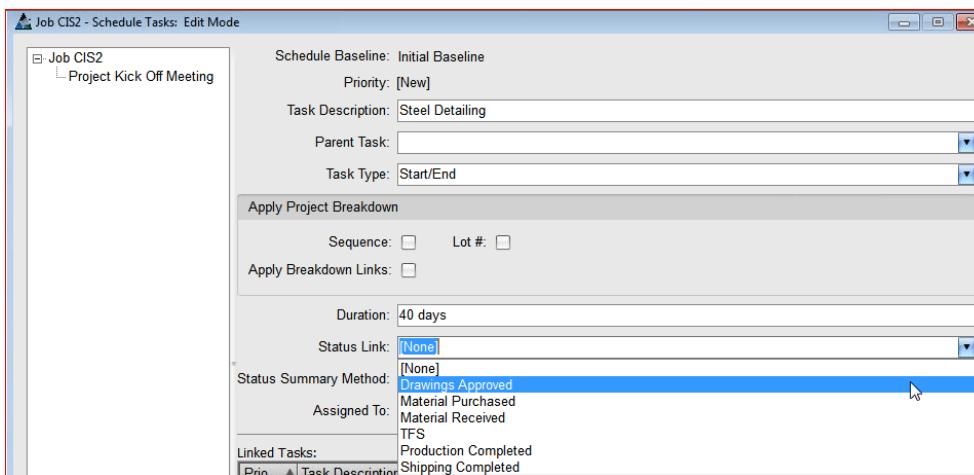 Job CIS2 - Schedule Tasks: Edit Mode
Job CIS2
Project Kick Off Meeting
Schedule Baseline: Initial Baseline
Priority: [New]
Task Description: Steel Detailing
Parent Task:
Task Type: Start/End
Apply Project Breakdown
Sequence: Lot #:
Apply Breakdown Links:
Duration: 40 days
Status Link: [None]
[None]
Status Summary Method: Drawings Approved
Material Purchased
Assigned To: Material Received
TFS
Linked Tasks: Production Completed
Prio... Task Description Shipping Completed